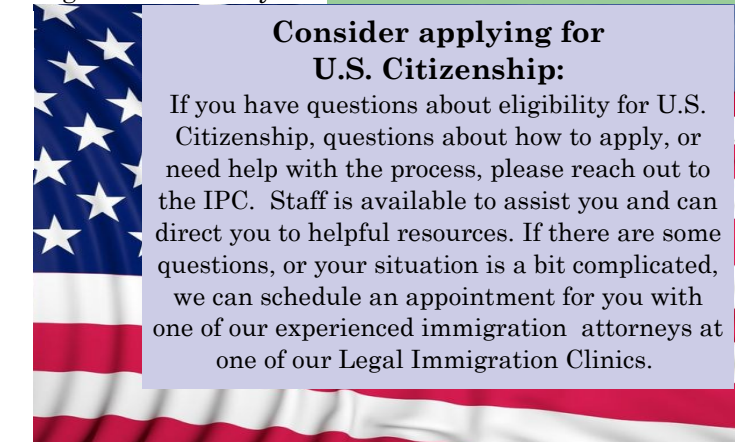 Consider applying for
U.S. Citizenship:
If you have questions about eligibility for U.S.
Citizenship, questions about how to apply, or
need help with the process, please reach out to
the IPC.  Staff is available to assist you and can
direct you to helpful resources. If there are some
questions, or your situation is a bit complicated,
we can schedule an appointment for you with
one of our experienced immigration  attorneys at
one of our Legal Immigration Clinics.